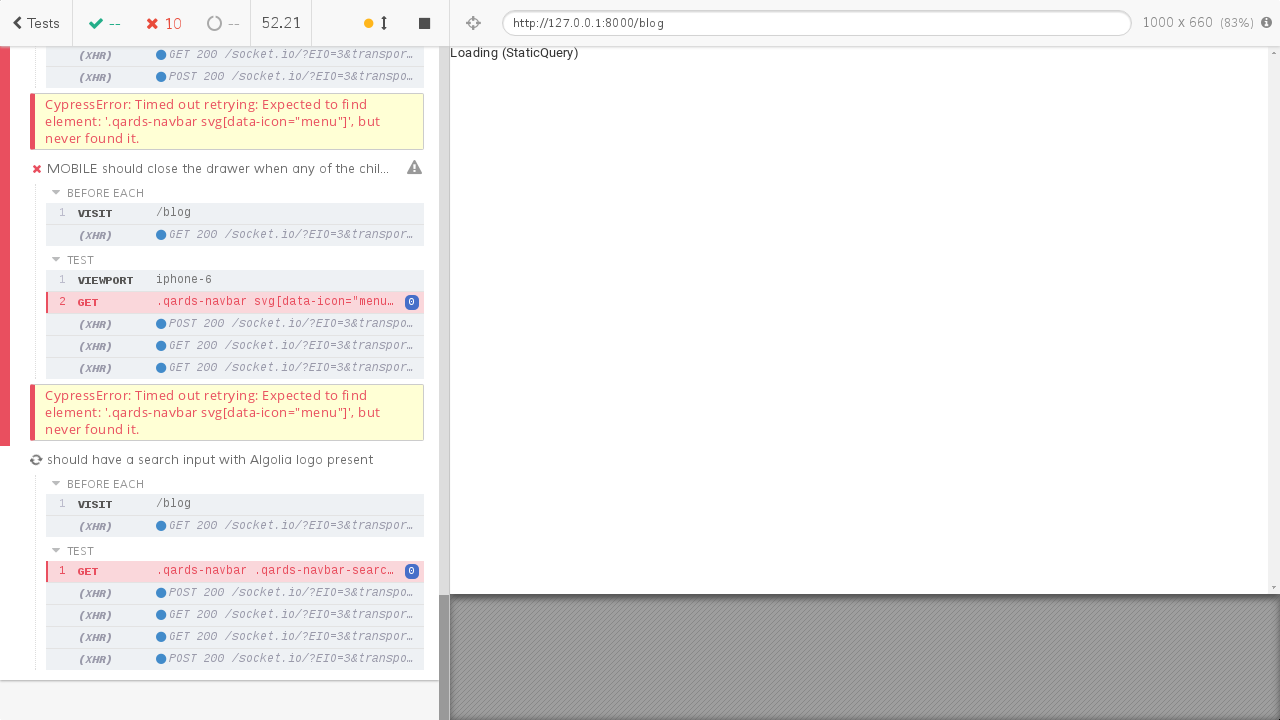 Tests
--
10
--
52.21
http://127.0.0.1:8000/blog
1000 x 660 (83%)
(XHR) GET 200 /socket.io/?EIO=3&transpo…
(XHR) POST 200 /socket.io/?EIO=3&transpo…
CypressError: Timed out retrying: Expected to find
element: '.qards-navbar svg[data-icon="menu"]', but
never found it.
MOBILE should close the drawer when any of the chil...
BEFORE EACH
1 VISIT /blog
(XHR) GET 200 /socket.io/?EIO=3&transpor…
TEST
1 VIEWPORT iphone-6
2 GET .qards-navbar svg[data-icon="menu… 0
(XHR) POST 200 /socket.io/?EIO=3&transpo…
(XHR) GET 200 /socket.io/?EIO=3&transpor…
(XHR) GET 200 /socket.io/?EIO=3&transpor…
CypressError: Timed out retrying: Expected to find
element: '.qards-navbar svg[data-icon="menu"]', but
never found it.
should have a search input with Algolia logo present
BEFORE EACH
1 VISIT /blog
(XHR) GET 200 /socket.io/?EIO=3&transpor…
TEST
1 GET .qards-navbar .qards-navbar-searc… 0
(XHR) POST 200 /socket.io/?EIO=3&transpo…
(XHR) GET 200 /socket.io/?EIO=3&transpor…
(XHR) GET 200 /socket.io/?EIO=3&transpor…
(XHR) POST 200 /socket.io/?EIO=3&transpo…
Loading (StaticQuery)